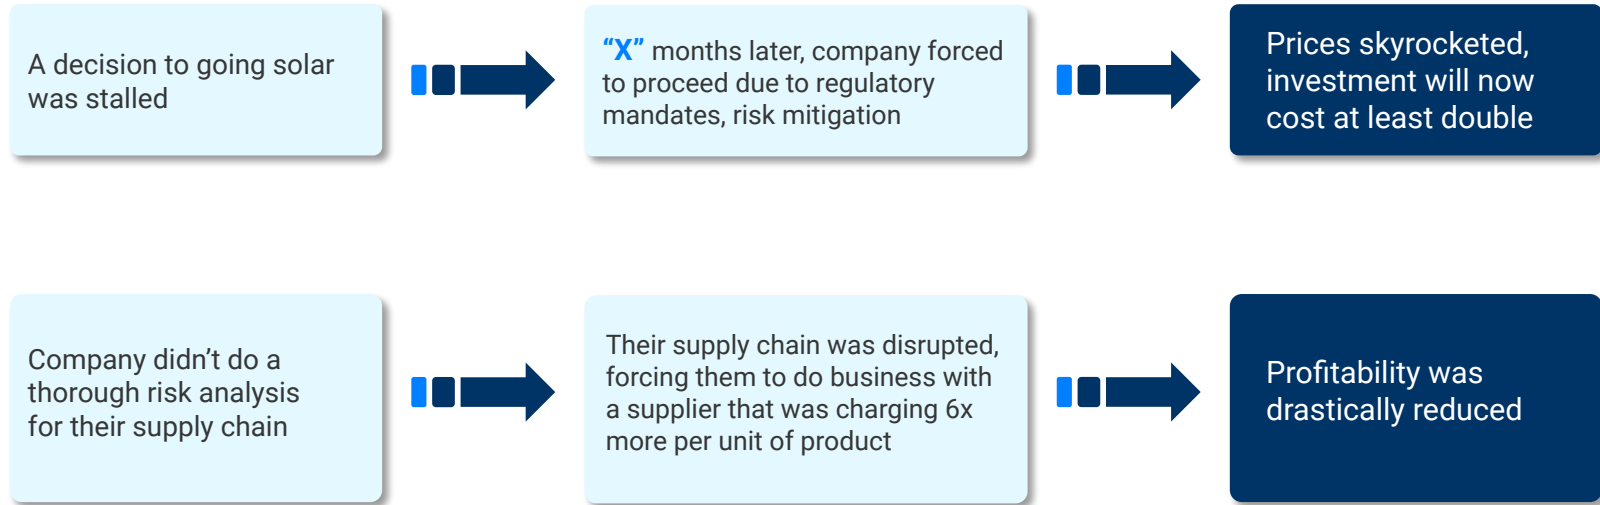 A decision to going solar
was stalled
“X” months later, company forced
to proceed due to regulatory
mandates, risk mitigation
Prices skyrocketed,
investment will now
cost at least double
Company didn’t do a
thorough risk analysis
for their supply chain
Their supply chain was disrupted,
forcing them to do business with
a supplier that was charging 6x
more per unit of product
Profitability was
drastically reduced